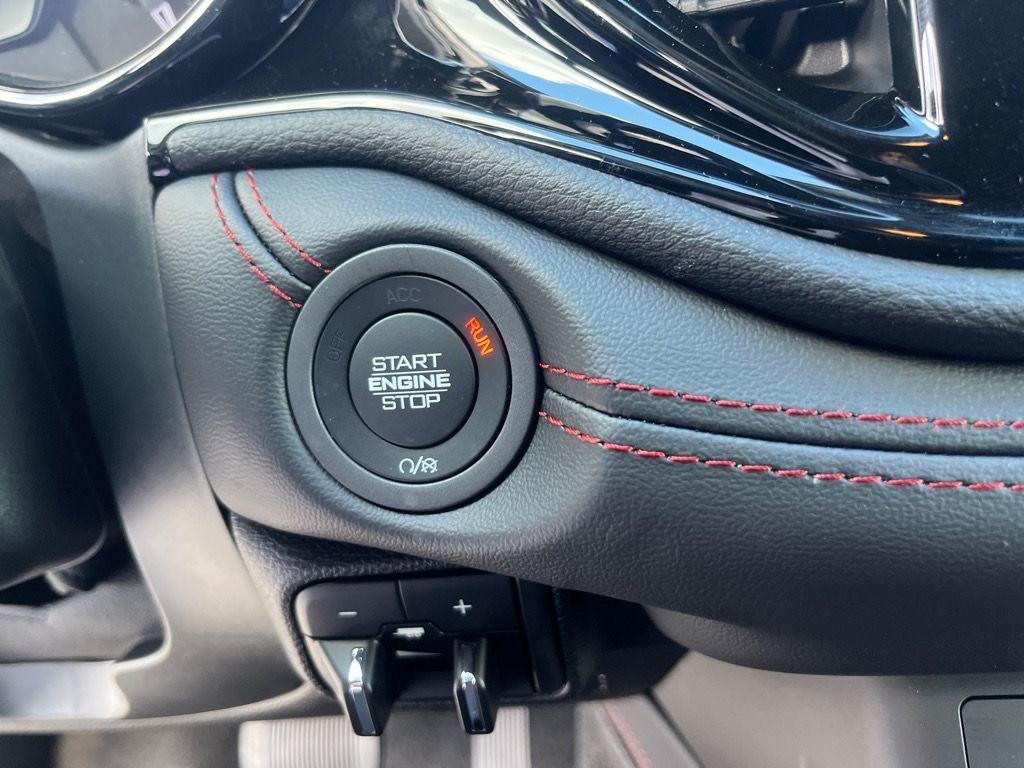 ACC
OFF
RUN
START
ENGINE
STOP
- +